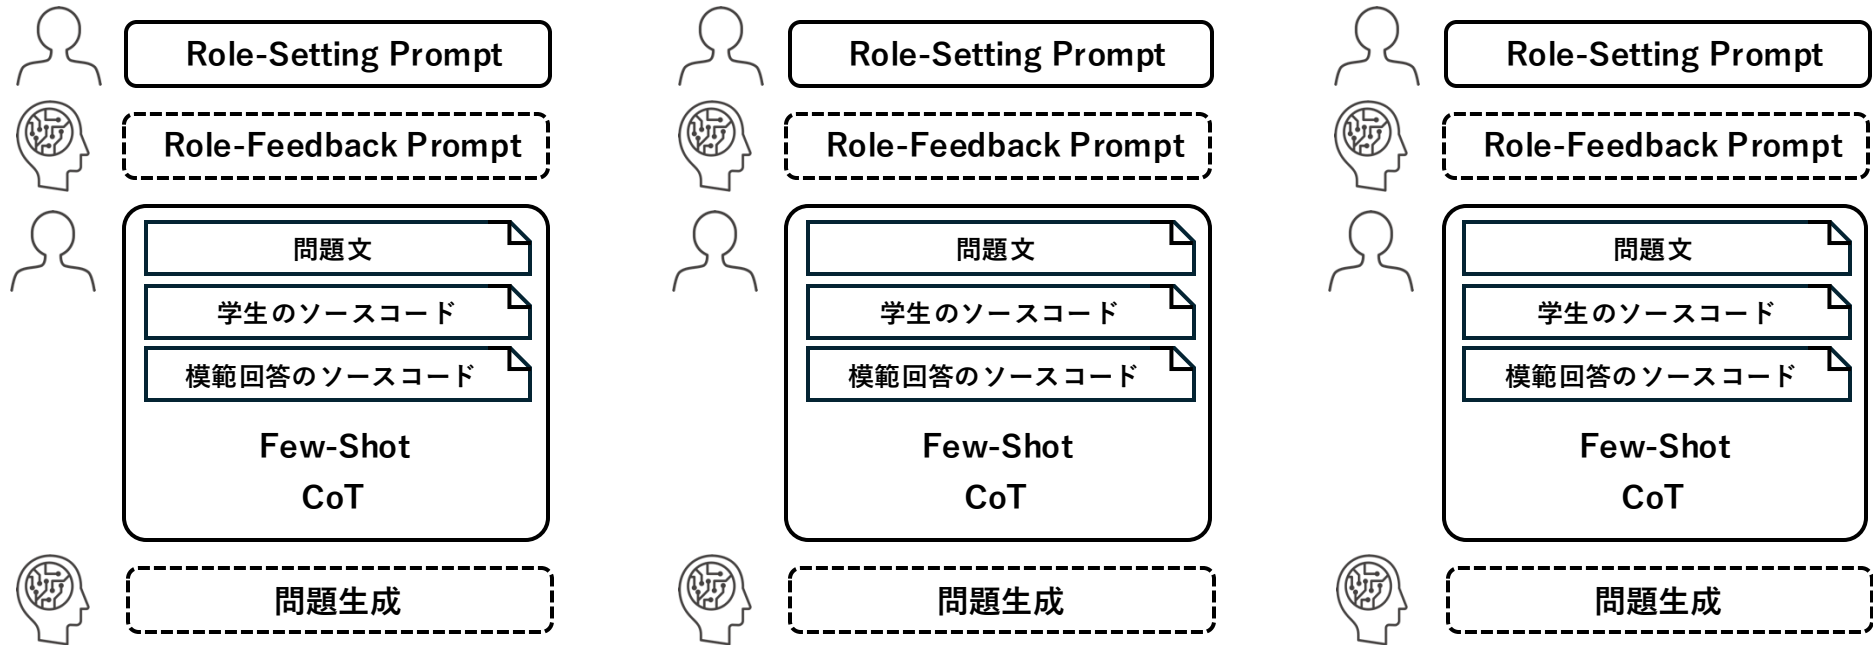 Role-Setting Prompt
Role-Feedback Prompt
問題文
学生のソースコード
模範回答のソースコード
Few-Shot
CoT
問題生成
Role-Setting Prompt
Role-Feedback Prompt
問題文
学生のソースコード
模範回答のソースコード
Few-Shot
CoT
問題生成
Role-Setting Prompt
Role-Feedback Prompt
問題文
学生のソースコード
模範回答のソースコード
Few-Shot
CoT
問題生成